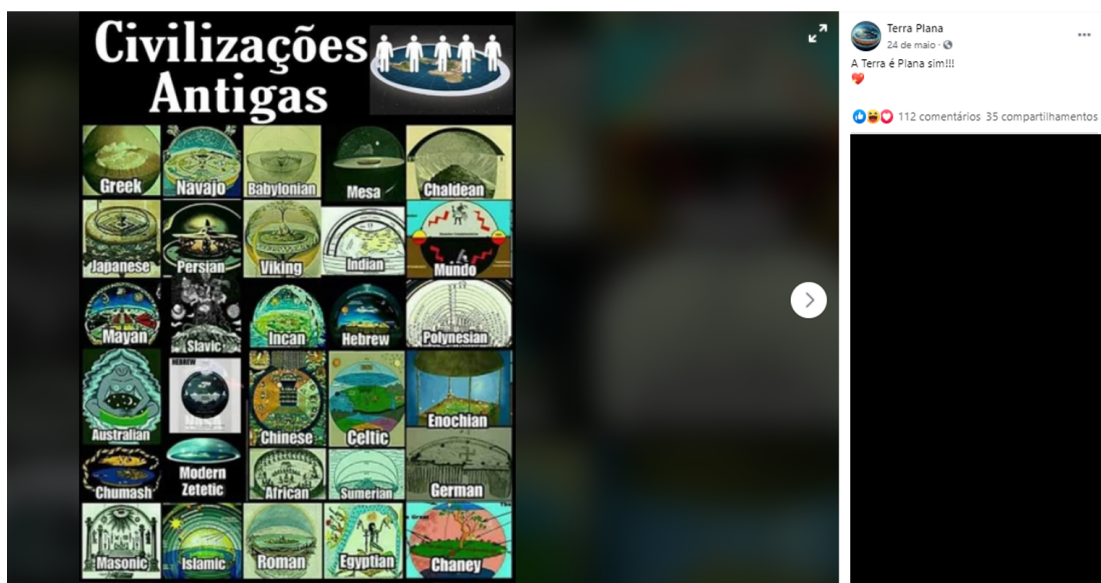 Civilizações
Antigas
Greek
Navajo
Babylonian
Mesa
Chaldean
Japanese
Persian
Viking
Indian
Mundo
Mayan
Slavic
Incan
Hebrew
Polynesian
Australian
HEBREW
Chinese
Celtic
Enochian
Chumash
Modern
Zetetic
African
Sumerian
German
Masonic
Islamic
Roman
Egyptian
Chaney
Terra Plana
24 de maio
A Terra é Plana sim!!!
112 comentários 35 compartilhamentos